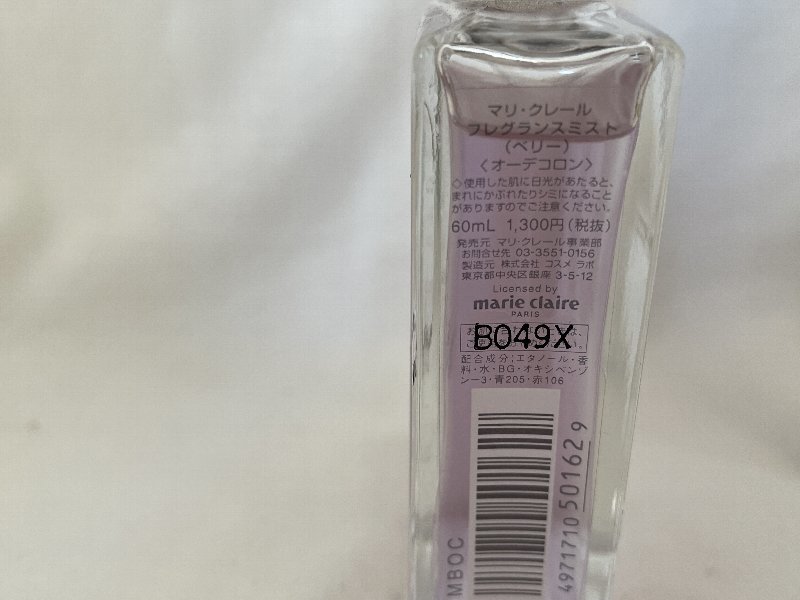 マリ・クレール
フレグランスミスト
(ベリー)
〈オーデコロン〉
◇使用した肌に日光があたると、
まれにかぶれたりシミになること
がありますのでご注意ください。
60mL 1,300円(税抜)
発売元 マリ・クレール事業部
お問合せ先 03-3551-0156
製造元 株式会社 コスメ ラボ
東京都中央区銀座 3-5-12
Licensed by
marie claire
PARIS
B049X
配合成分:エタノール・香
料・水・BG・オキシベンゾ
ン-3・青205・赤106
4971710 501629
MBOC